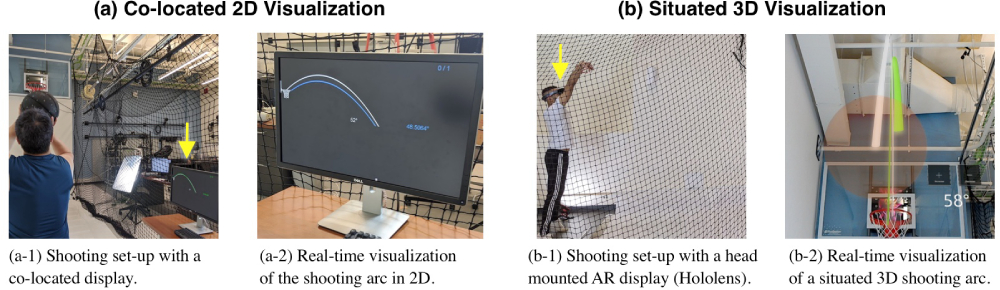 (a) Co-located 2D Visualization
(b) Situated 3D Visualization
0 / 1
52°
DELL
58°
(a-1) Shooting set-up with a
co-located display.
(a-2) Real-time visualization
of the shooting arc in 2D.
(b-1) Shooting set-up with a head
mounted AR display (Hololens).
(b-2) Real-time visualization
of a situated 3D shooting arc.